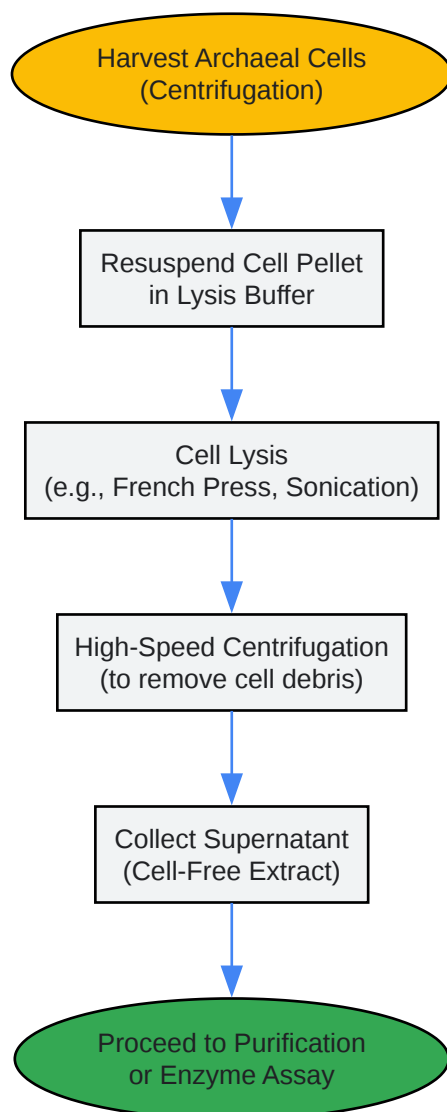 Harvest Archaeal Cells
(Centrifugation)
Resuspend Cell Pellet
in Lysis Buffer
Cell Lysis
(e.g., French Press, Sonication)
High-Speed Centrifugation
(to remove cell debris)
Collect Supernatant
(Cell-Free Extract)
Proceed to Purification
or Enzyme Assay